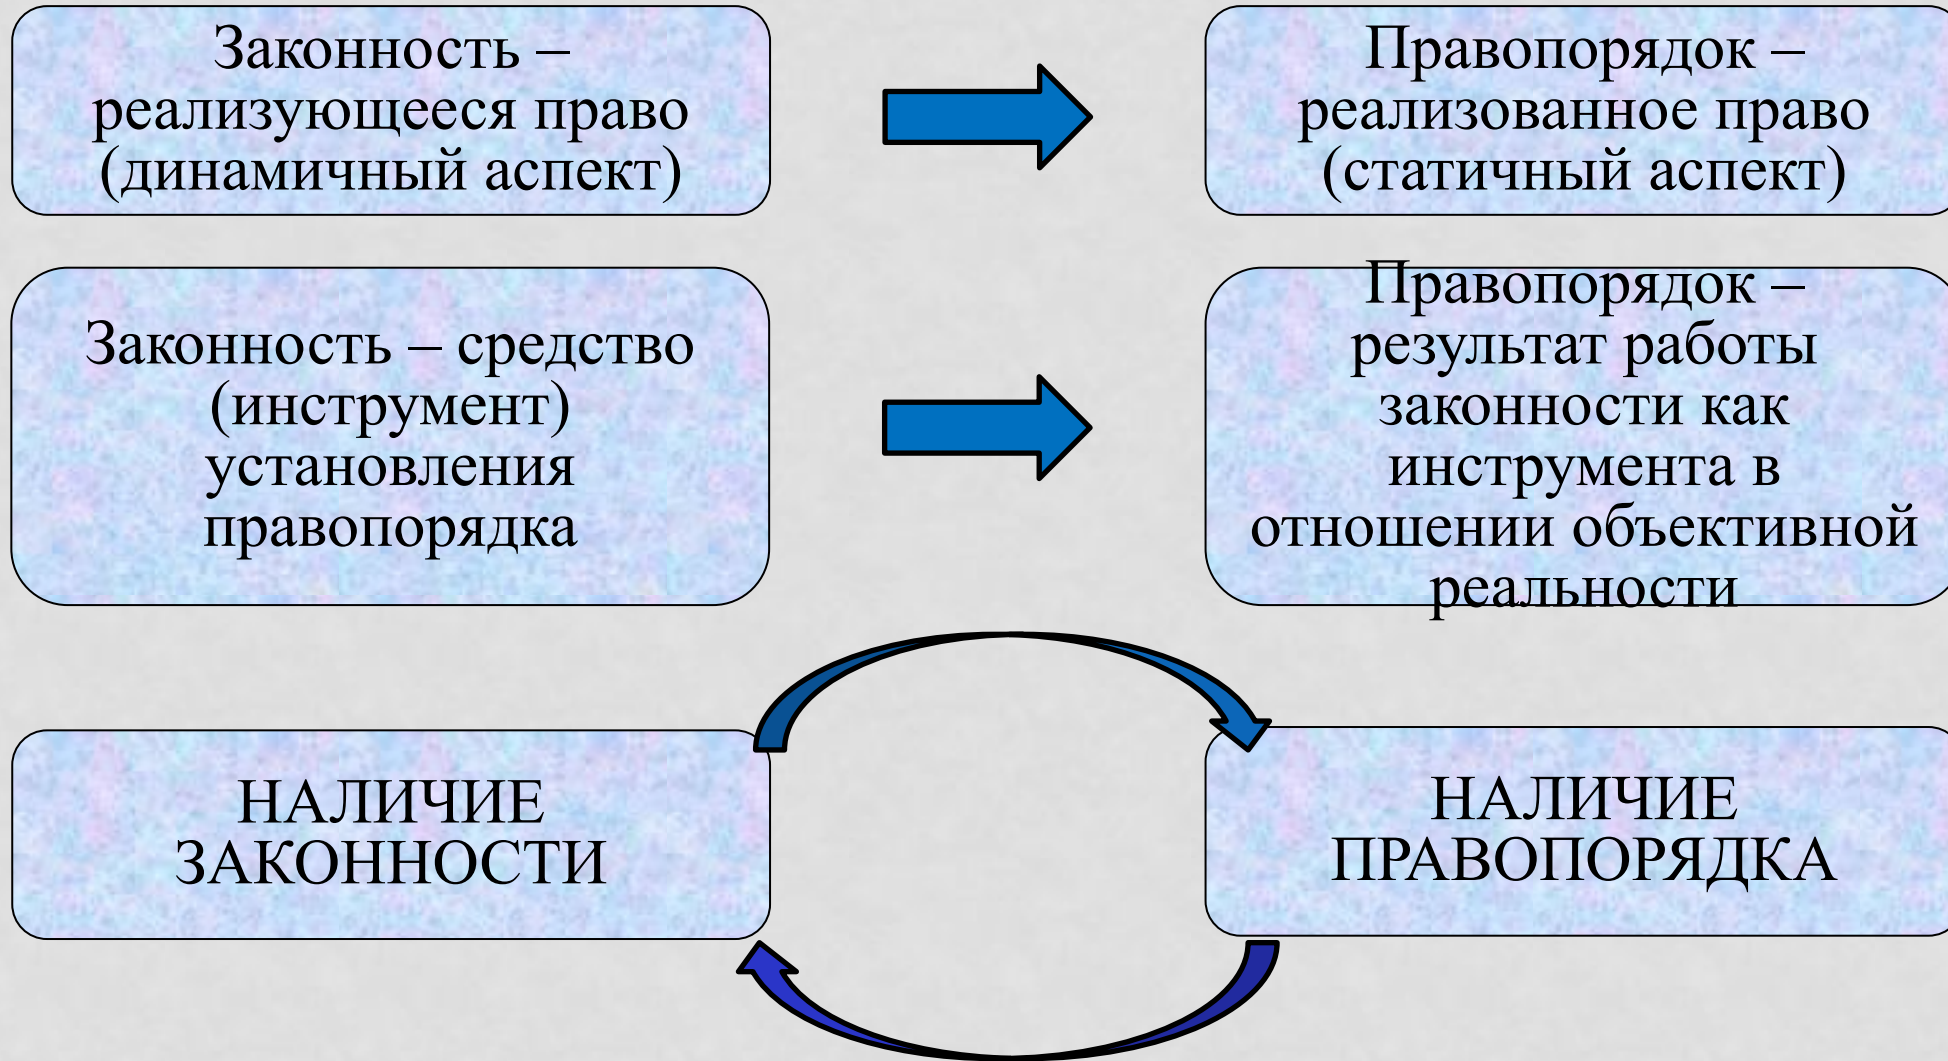 Законность –
реализующееся право
(динамичный аспект)
Правопорядок –
реализованное право
(статичный аспект)
Законность – средство
(инструмент)
установления
правопорядка
Правопорядок –
результат работы
законности как
инструмента в
отношении объективной
реальности
НАЛИЧИЕ
ЗАКОННОСТИ
НАЛИЧИЕ
ПРАВОПОРЯДКА